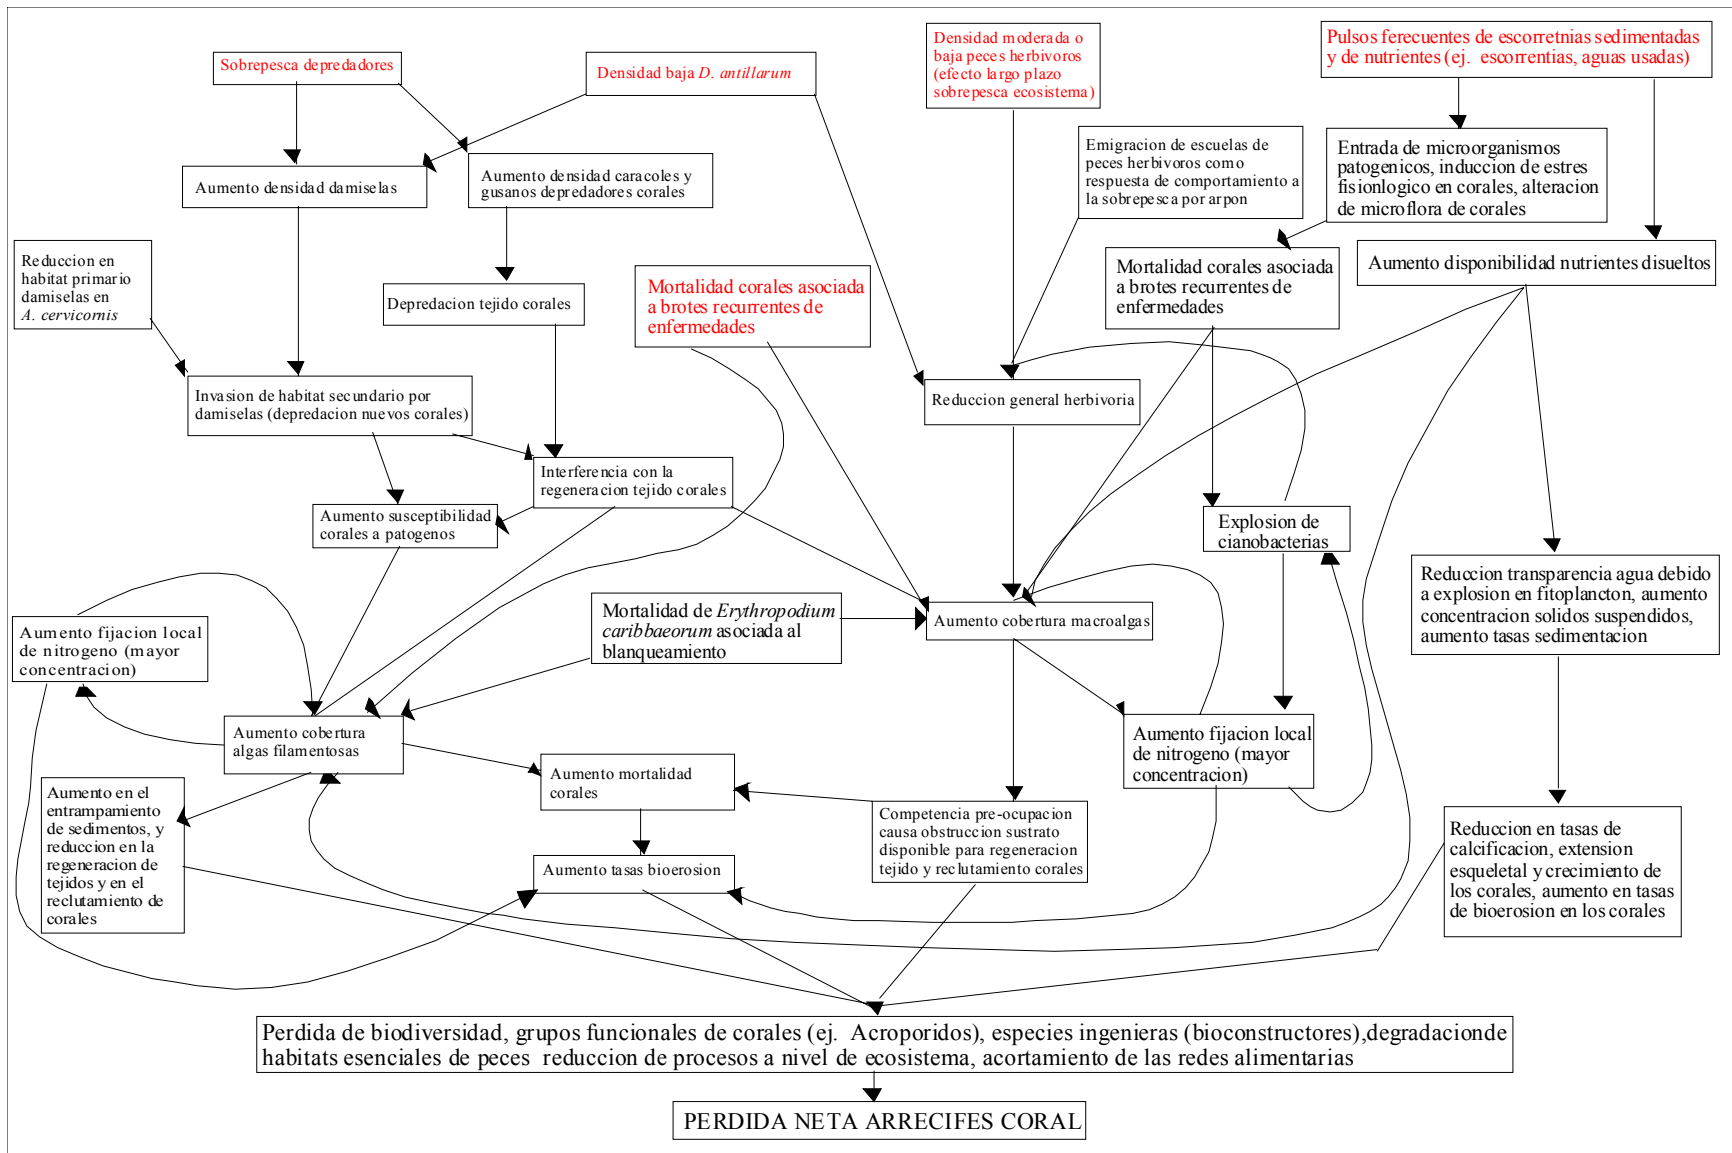 Sobrepesca depredadores
Densidad baja D. antillarum
Densidad moderada o
baja peces herbivoros
(efecto largo plazo
sobrepesca ecosistema)
Pulsos ferecuentes de escorretnias sedimentadas
y de nutrientes (ej. escorrentias, aguas usadas)
Aumento densidad damiselas
Aumento densidad caracoles y
gusanos depredadores corales
Emigracion de escuelas de
peces herbivoros como
respuesta de comportamiento a
la sobrepesca por arpon
Entrada de microorganismos
patogenicos, induccion de estres
fisionlogico en corales, alteracion
de microflora de corales
Reduccion en
habitat primario
damiselas en
A. cervicornis
Depredacion tejido corales
Mortalidad corales asociada
a brotes recurrentes de
enfermedades
Mortalidad corales asociada
a brotes recurrentes de
enfermedades
Aumento disponibilidad nutrientes disueltos
Invasion de habitat secundario por
damiselas (depredacion nuevos corales)
Reduccion general herbivoria
Interferencia con la
regeneracion tejido corales
Aumento susceptibilidad
corales a patogenos
Explosion de
cianobacterias
Reduccion transparencia agua debido
a explosion en fitoplancton, aumento
concentracion solidos suspendidos,
aumento tasas sedimentacion
Aumento fijacion local
de nitrogeno (mayor
concentracion)
Mortalidad de Erythropodium
caribbaeorum asociada al
blanqueamiento
Aumento cobertura macroalgas
Aumento cobertura
algas filamentosas
Aumento fijacion local
de nitrogeno (mayor
concentracion)
Aumento mortalidad
corales
Aumento en el
entrampamiento
de sedimentos, y
reduccion en la
regeneracion de
tejidos y en el
reclutamiento de
corales
Competencia pre-ocupacion
causa obstruccion sustrato
disponible para regeneracion
tejido y reclutamiento corales
Reduccion en tasas de
calcificacion, extension
esqueletal y crecimiento de
los corales, aumento en tasas
de bioerosion en los corales
Aumento tasas bioerosion
Perdida de biodiversidad, grupos funcionales de corales (ej. Acroporidos), especies ingenieras (bioconstructores),degradacionde
habitats esenciales de peces reduccion de procesos a nivel de ecosistema, acortamiento de las redes alimentarias
PERDIDA NETA ARRECIFES CORAL